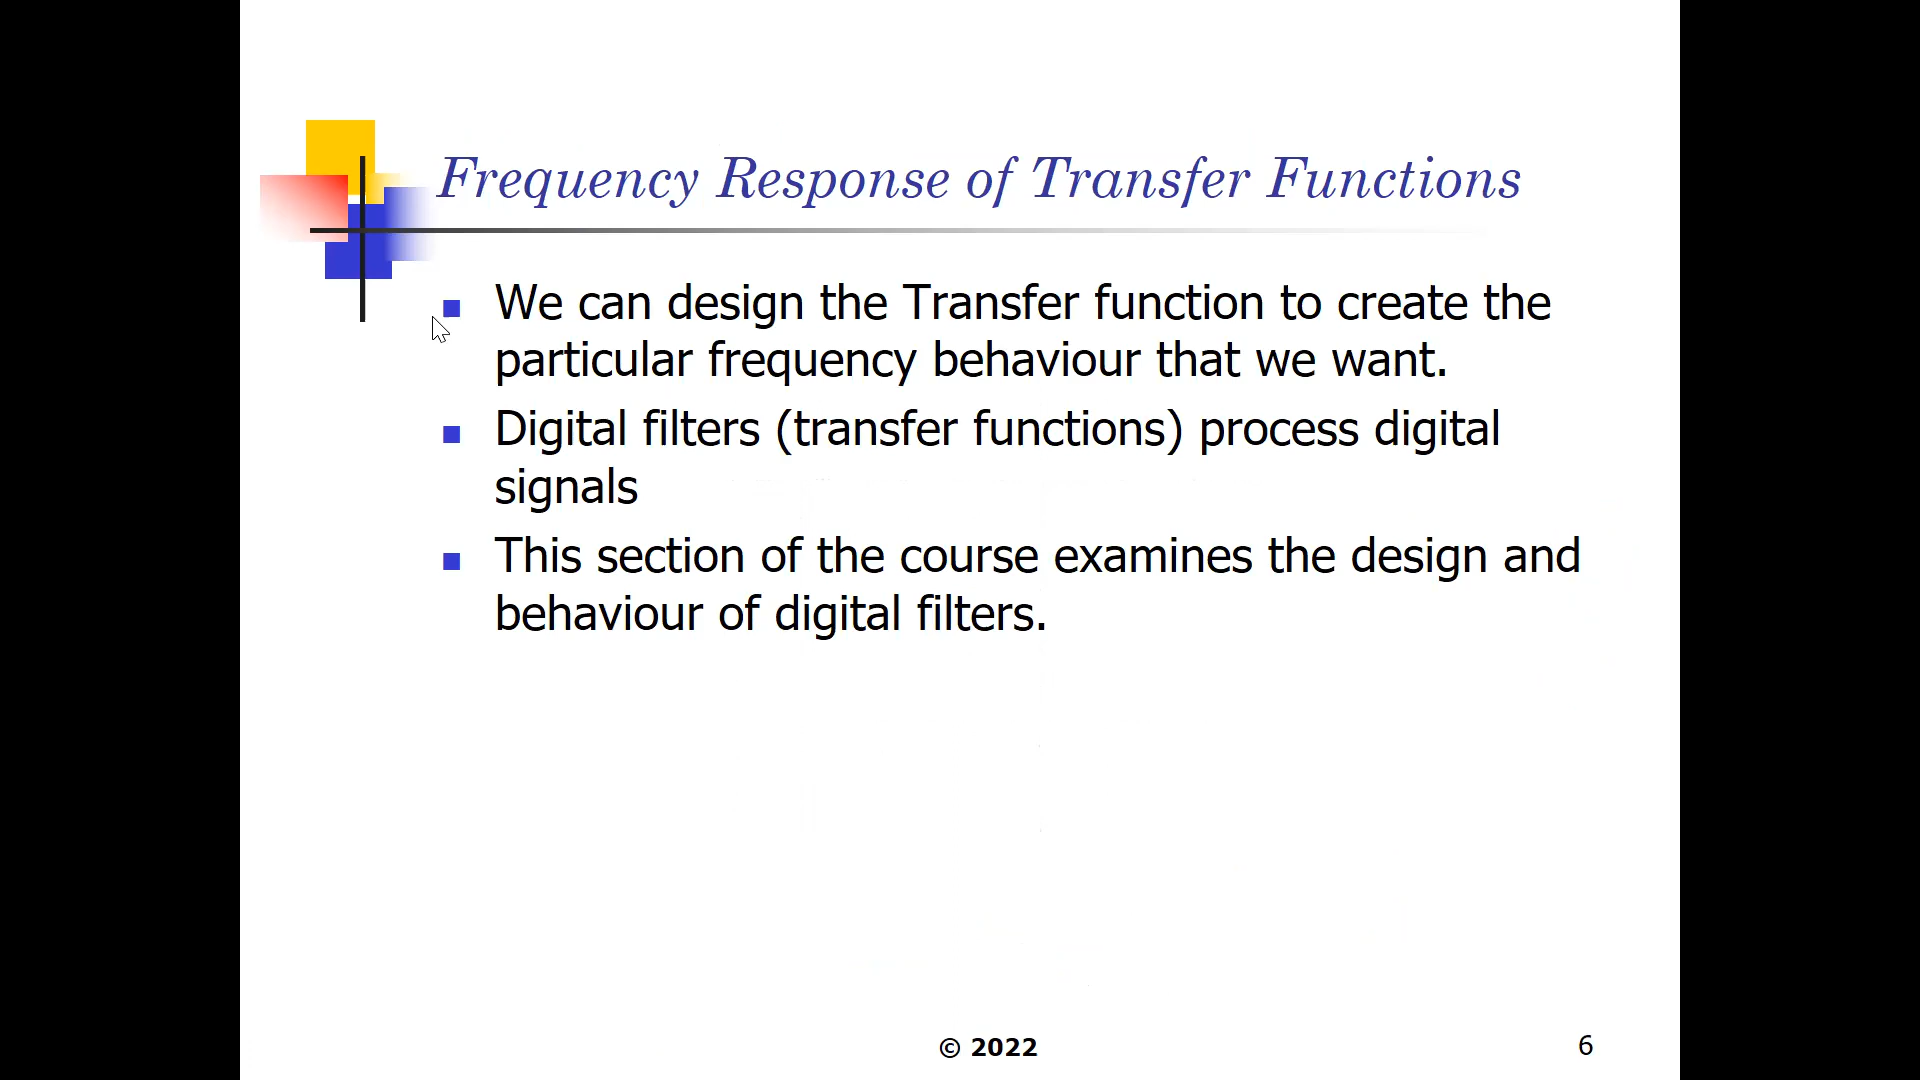 Frequency Response of Transfer Functions
We can design the Transfer function to create the
particular frequency behaviour that we want.
Digital filters (transfer functions) process digital
signals
This section of the course examines the design and
behaviour of digital filters.
© 2022
6